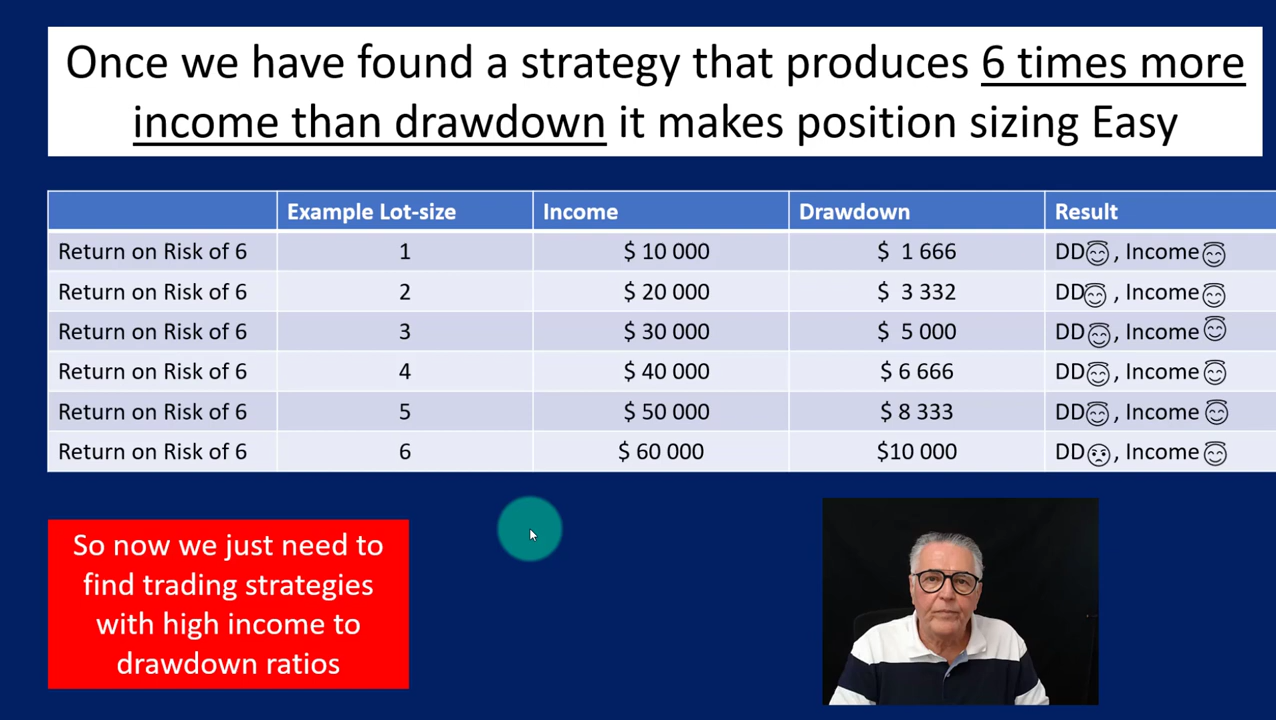 Once we have found a strategy that produces 6 times more
income than drawdown it makes position sizing Easy
Example Lot-size Income Drawdown Result
Return on Risk of 6 1 $ 10 000 $ 1 666 DD😇, Income😇
Return on Risk of 6 2 $ 20 000 $ 3 332 DD😇, Income😇
Return on Risk of 6 3 $ 30 000 $ 5 000 DD😇, Income😇
Return on Risk of 6 4 $ 40 000 $ 6 666 DD😇, Income😇
Return on Risk of 6 5 $ 50 000 $ 8 333 DD😇, Income😇
Return on Risk of 6 6 $ 60 000 $10 000 DD😟, Income😇
So now we just need to
find trading strategies
with high income to
drawdown ratios